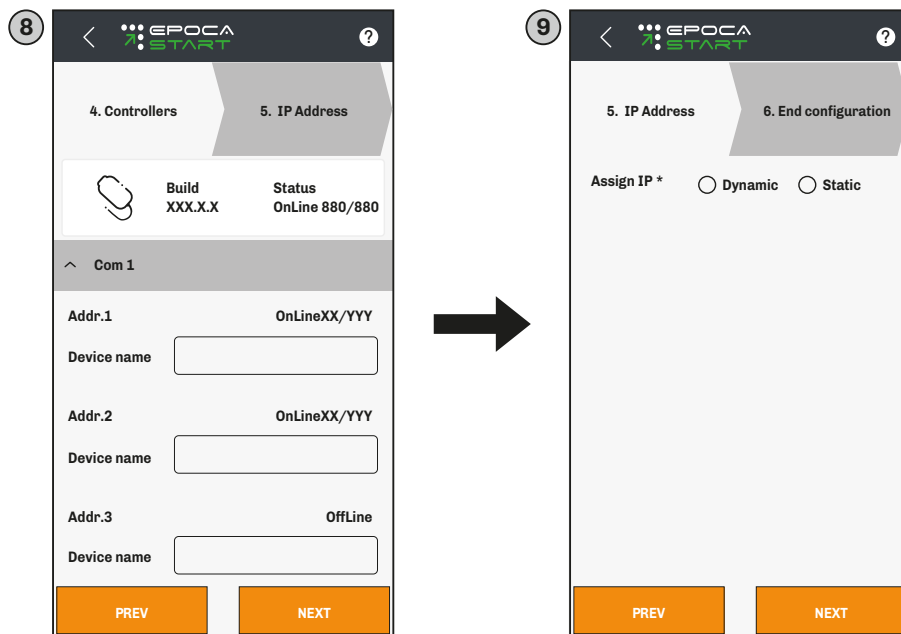 8
EPOCA
START
?
4. Controllers
5. IP Address
Build
XXX.X.X
Status
OnLine 880/880
Com 1
Addr.1
OnLineXX/YYY
Device name
Addr.2
OnLineXX/YYY
Device name
Addr.3
OffLine
Device name
PREV
NEXT
9
EPOCA
START
?
5. IP Address
6. End configuration
Assign IP *
Dynamic
Static
PREV
NEXT